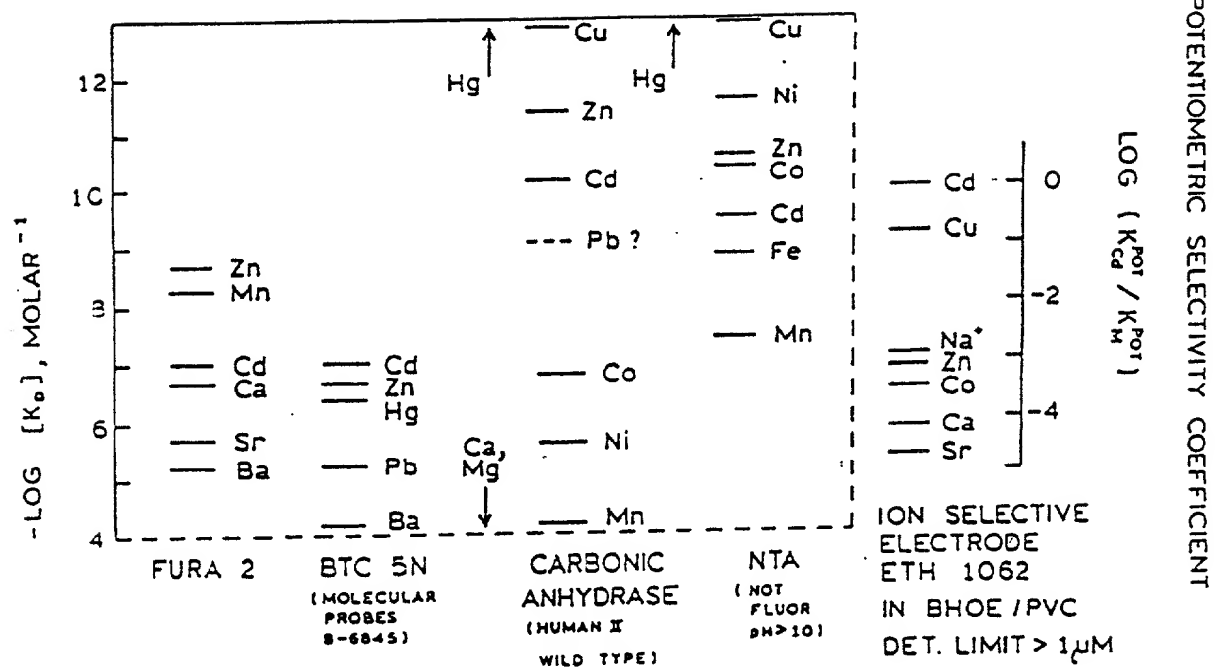 -LOG [K_D], MOLAR⁻¹
12
10
8
6
4
Zn
Mn
Cd
Ca
Sr
Ba
FURA 2
Cd
Zn
Hg
Pb
Ba
BTC 5N
(MOLECULAR
PROBES
B-6845)
Hg
Ca,
Mg
Cu
Zn
Cd
Pb ?
Co
Ni
Mn
CARBONIC
ANHYDRASE
(HUMAN II
WILD TYPE)
Hg
Cu
Ni
Zn
Co
Cd
Fe
Mn
NTA
(NOT
FLUOR
pH>10)
Cd
Cu
Na⁺
Zn
Co
Ca
Sr
0
-2
-4
ION SELECTIVE
ELECTRODE
ETH 1062
IN BHOE/PVC
DET. LIMIT > 1μM
LOG (K_Cd^POT / K_M^POT)
POTENTIOMETRIC SELECTIVITY COEFFICIENT